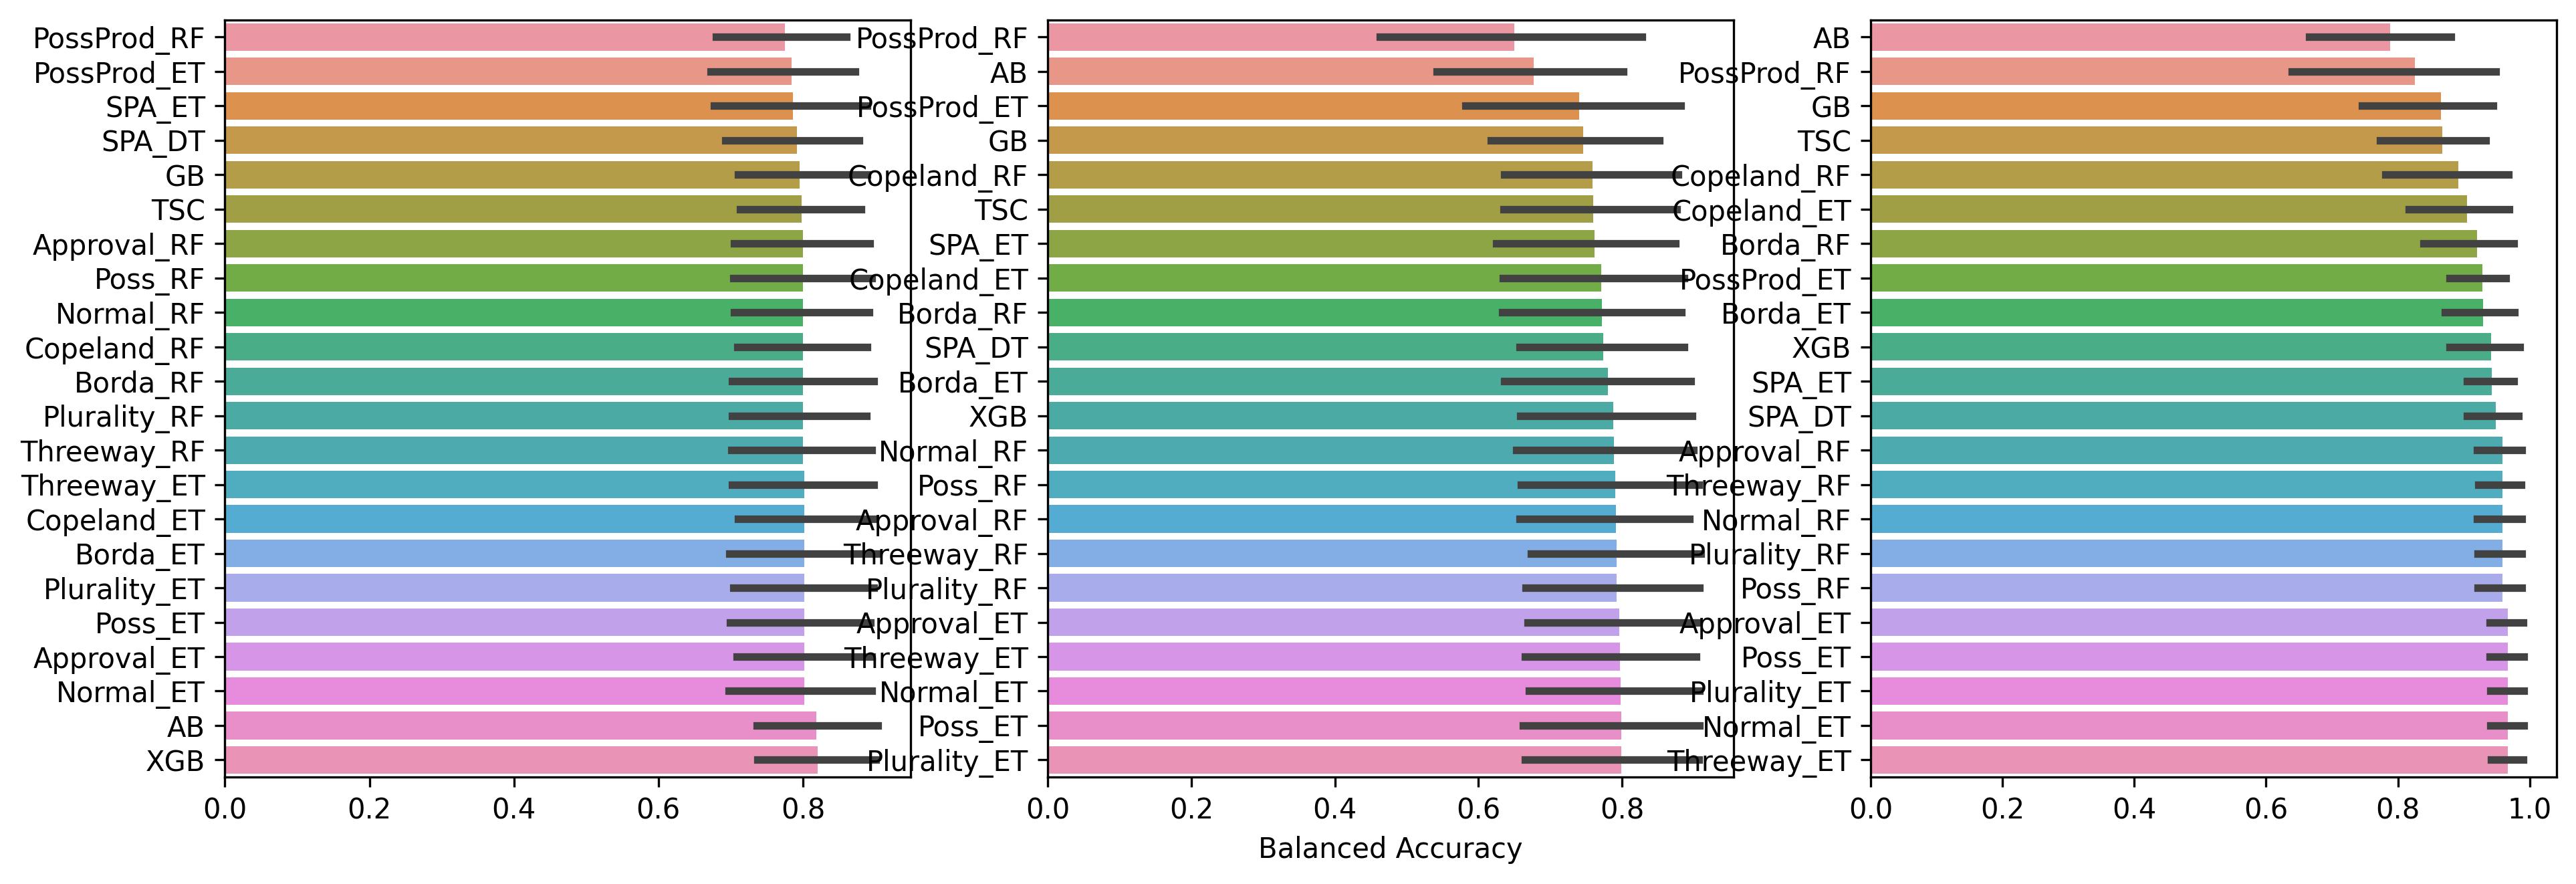 PossProd_RF
PossProd_ET
SPA_ET
SPA_DT
GB
TSC
Approval_RF
Poss_RF
Normal_RF
Copeland_RF
Borda_RF
Plurality_RF
Threeway_RF
Threeway_ET
Copeland_ET
Borda_ET
Plurality_ET
Poss_ET
Approval_ET
Normal_ET
AB
XGB
0.0 0.2 0.4 0.6 0.8
PossProd_RF
AB
PossProd_ET
GB
Copeland_RF
TSC
SPA_ET
Copeland_ET
Borda_RF
SPA_DT
Borda_ET
XGB
Normal_RF
Poss_RF
Approval_RF
Threeway_RF
Plurality_RF
Approval_ET
Threeway_ET
Normal_ET
Poss_ET
Plurality_ET
0.0 0.2 0.4 0.6 0.8
Balanced Accuracy
AB
PossProd_RF
GB
TSC
Copeland_RF
Copeland_ET
Borda_RF
PossProd_ET
Borda_ET
XGB
SPA_ET
SPA_DT
Approval_RF
Threeway_RF
Normal_RF
Plurality_RF
Poss_RF
Approval_ET
Poss_ET
Plurality_ET
Normal_ET
Threeway_ET
0.0 0.2 0.4 0.6 0.8 1.0